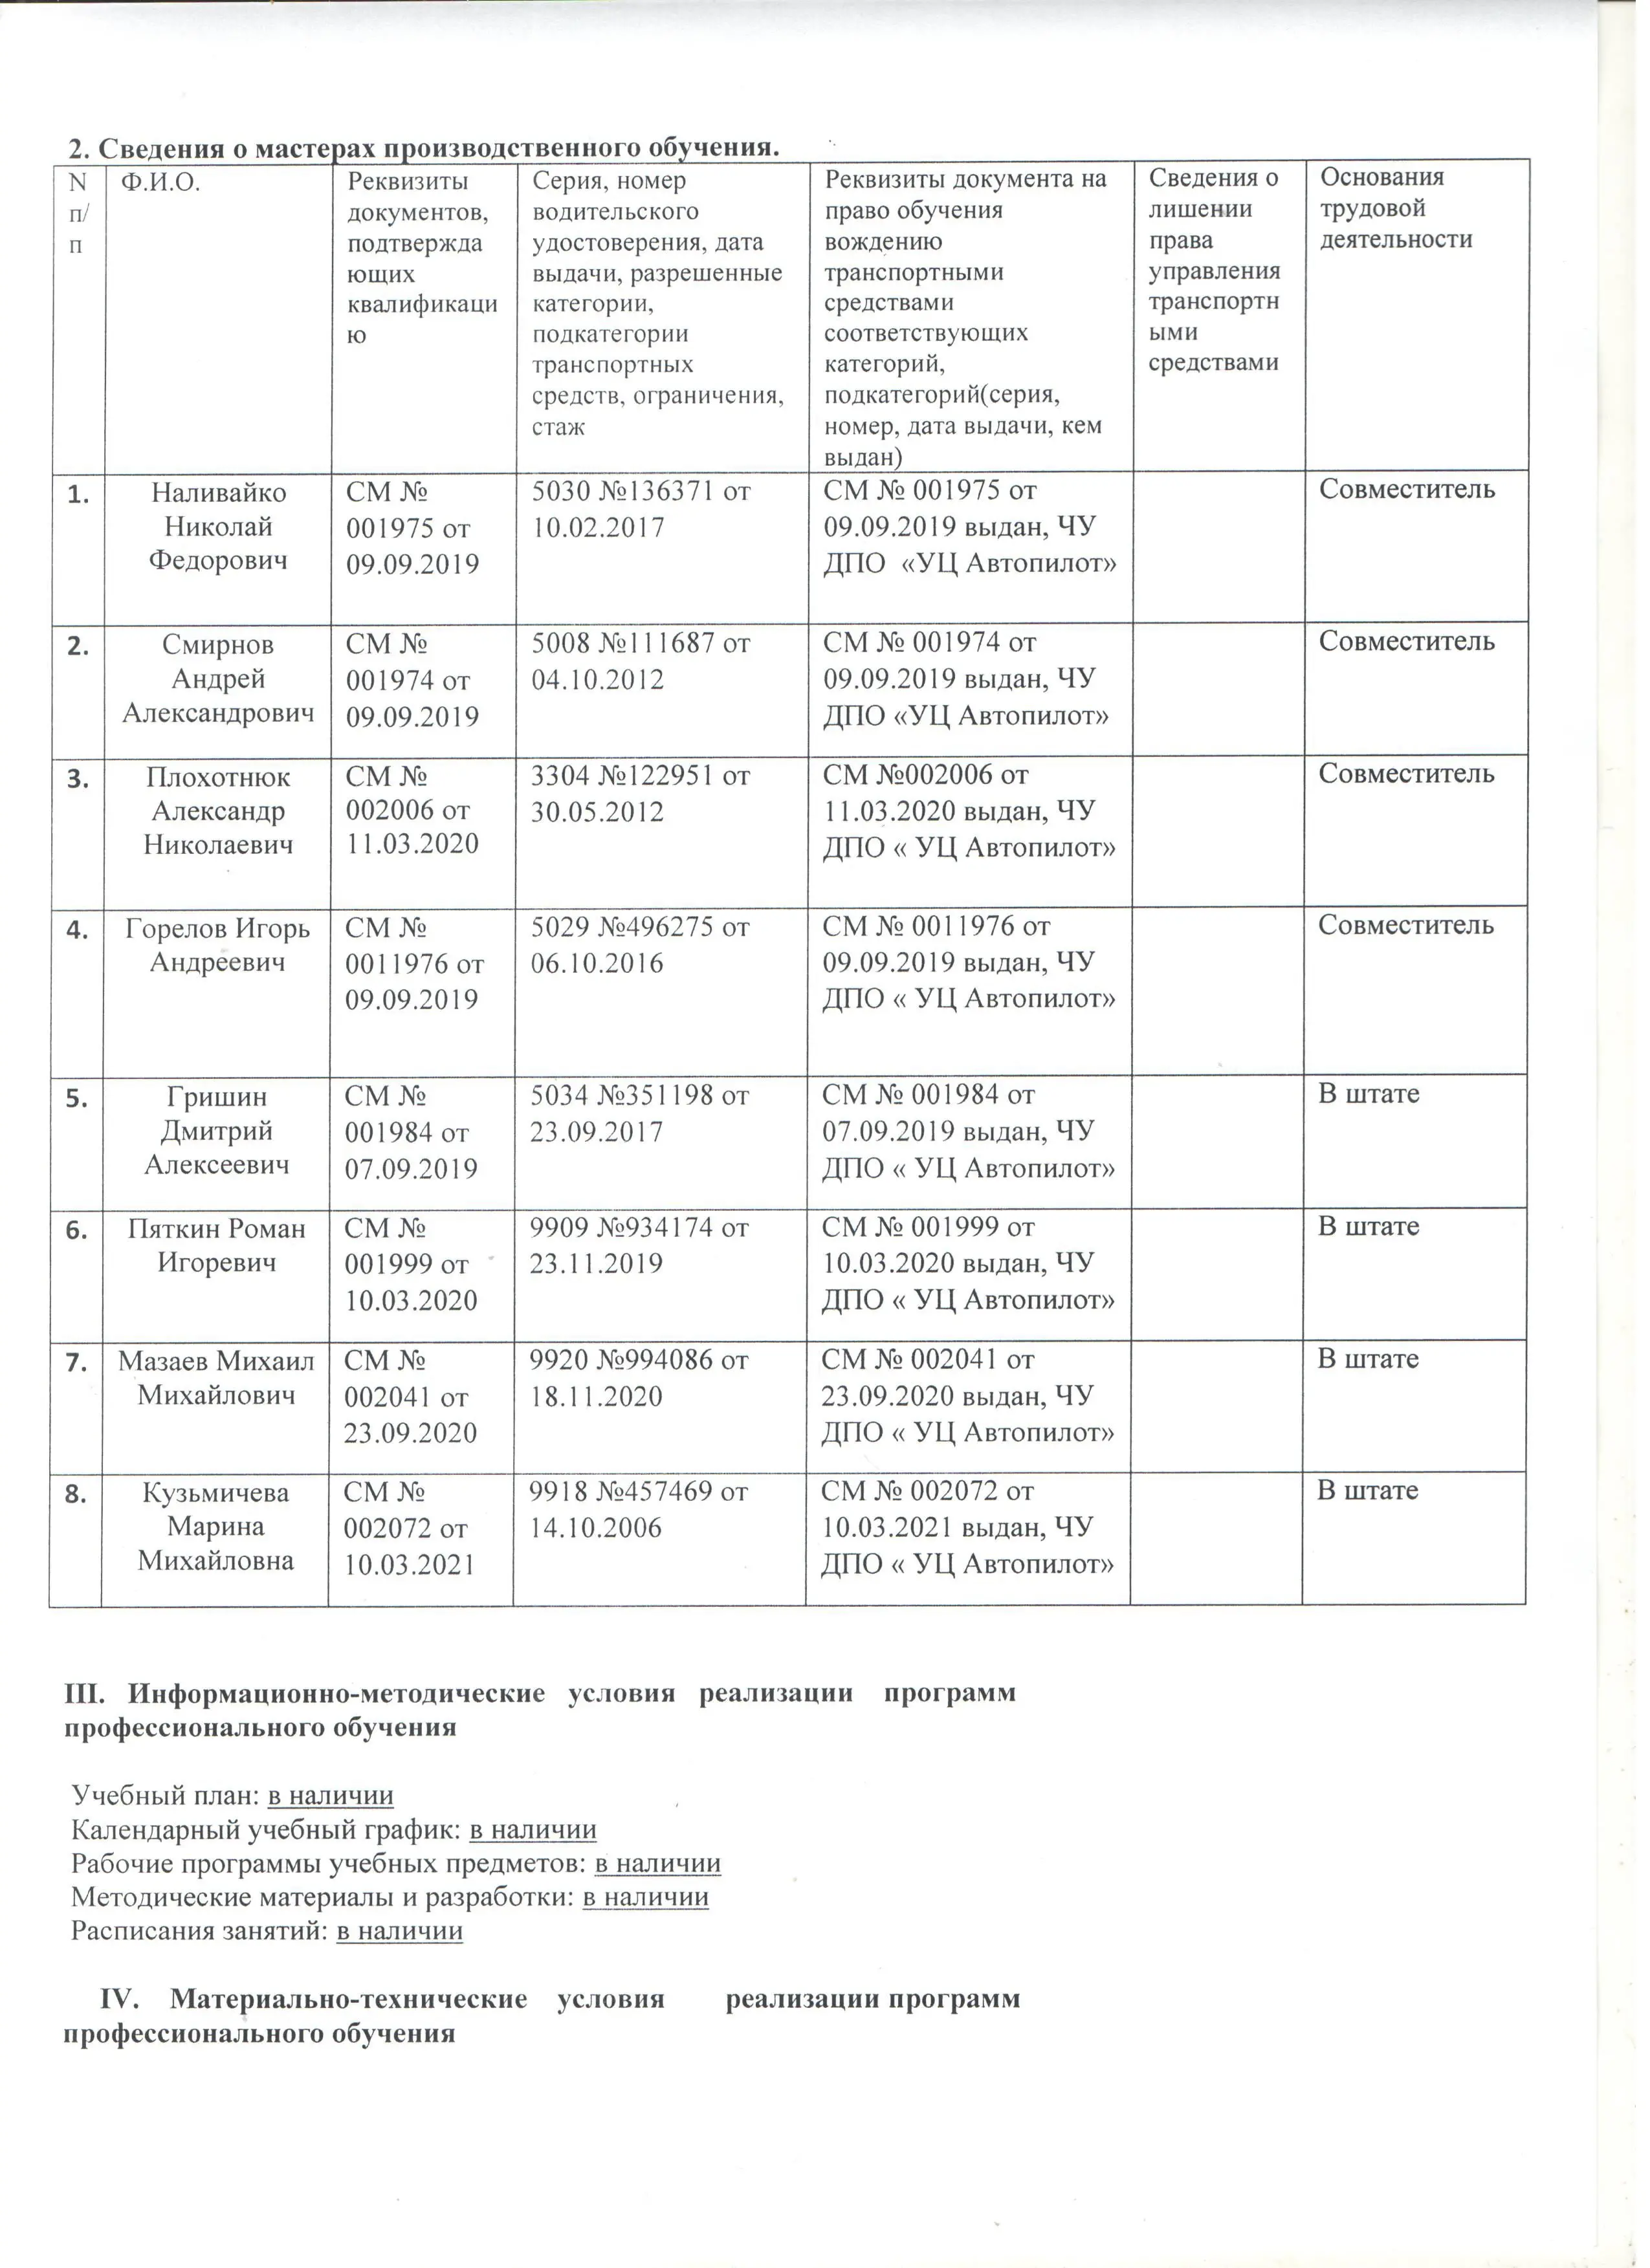 2. Сведения о мастерах производственного обучения.
N
п/
п
Ф.И.О.
Реквизиты
документов,
подтвержда
ющих
квалификаци
ю
Серия, номер
водительского
удостоверения, дата
выдачи, разрешенные
категории,
подкатегории
транспортных
средств, ограничения,
стаж
Реквизиты документа на
право обучения
вождению
транспортными
средствами
соответствующих
категорий,
подкатегорий(серия,
номер, дата выдачи, кем
выдан)
Сведения о
лишении
права
управления
транспортн
ыми
средствами
Основания
трудовой
деятельности
1.
Наливайко
Николай
Федорович
СМ №
001975 от
09.09.2019
5030 №136371 от
10.02.2017
СМ № 001975 от
09.09.2019 выдан, ЧУ
ДПО «УЦ Автопилот»
Совместитель
2.
Смирнов
Андрей
Александрович
СМ №
001974 от
09.09.2019
5008 №111687 от
04.10.2012
СМ № 001974 от
09.09.2019 выдан, ЧУ
ДПО «УЦ Автопилот»
Совместитель
3.
Плохотнюк
Александр
Николаевич
СМ №
002006 от
11.03.2020
3304 №122951 от
30.05.2012
СМ №002006 от
11.03.2020 выдан, ЧУ
ДПО « УЦ Автопилот»
Совместитель
4.
Горелов Игорь
Андреевич
СМ №
0011976 от
09.09.2019
5029 №496275 от
06.10.2016
СМ № 0011976 от
09.09.2019 выдан, ЧУ
ДПО « УЦ Автопилот»
Совместитель
5.
Гришин
Дмитрий
Алексеевич
СМ №
001984 от
07.09.2019
5034 №351198 от
23.09.2017
СМ № 001984 от
07.09.2019 выдан, ЧУ
ДПО « УЦ Автопилот»
В штате
6.
Пяткин Роман
Игоревич
СМ №
001999 от
10.03.2020
9909 №934174 от
23.11.2019
СМ № 001999 от
10.03.2020 выдан, ЧУ
ДПО « УЦ Автопилот»
В штате
7.
Мазаев Михаил
Михайлович
СМ №
002041 от
23.09.2020
9920 №994086 от
18.11.2020
СМ № 002041 от
23.09.2020 выдан, ЧУ
ДПО « УЦ Автопилот»
В штате
8.
Кузьмичева
Марина
Михайловна
СМ №
002072 от
10.03.2021
9918 №457469 от
14.10.2006
СМ № 002072 от
10.03.2021 выдан, ЧУ
ДПО « УЦ Автопилот»
В штате
III. Информационно-методические условия реализации программ
профессионального обучения
Учебный план: в наличии
Календарный учебный график: в наличии
Рабочие программы учебных предметов: в наличии
Методические материалы и разработки: в наличии
Расписания занятий: в наличии
IV. Материально-технические условия реализации программ
профессионального обучения